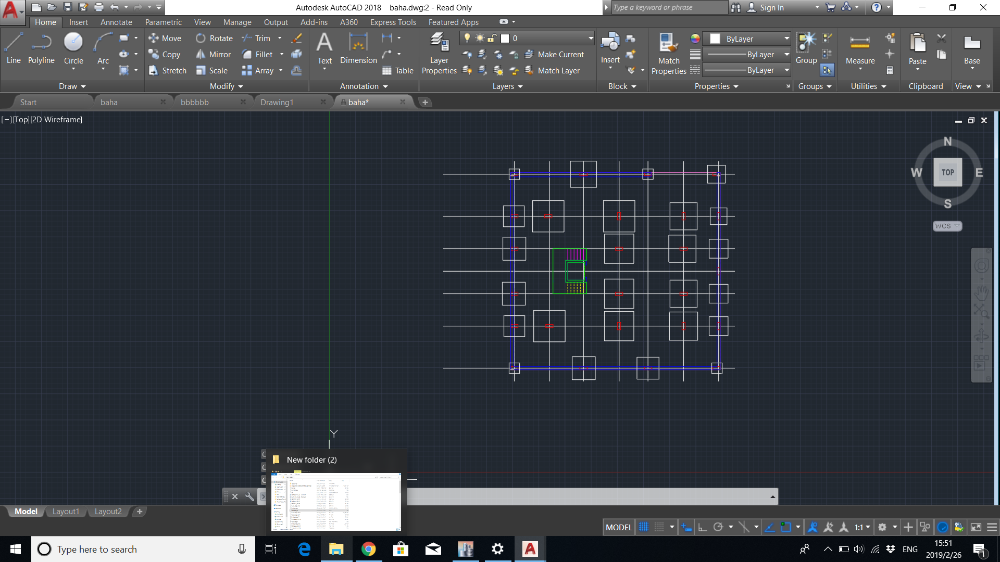 Autodesk AutoCAD 2018    baha.dwg:2 - Read Only
Type a keyword or phrase
Sign In
Home Insert Annotate Parametric View Manage Output Add-ins A360 Express Tools Featured Apps
Line Polyline Circle Arc
Move Rotate Trim
Copy Mirror Fillet
Stretch Scale Array
Text Dimension Table
Layer Properties
0
Make Current
Match Layer
Insert
Match Properties
ByLayer
ByLayer
ByLayer
Group Measure Paste Base
Draw Modify Annotation Layers Block Properties Groups Utilities Clipboard View
Start baha bbbbbb Drawing1 baha*
[−][Top][2D Wireframe]
N
W TOP E
S
WCS
Y
New folder (2)
Model Layout1 Layout2
MODEL 1:1
Type here to search
ENG
15:51
2019/2/26
1